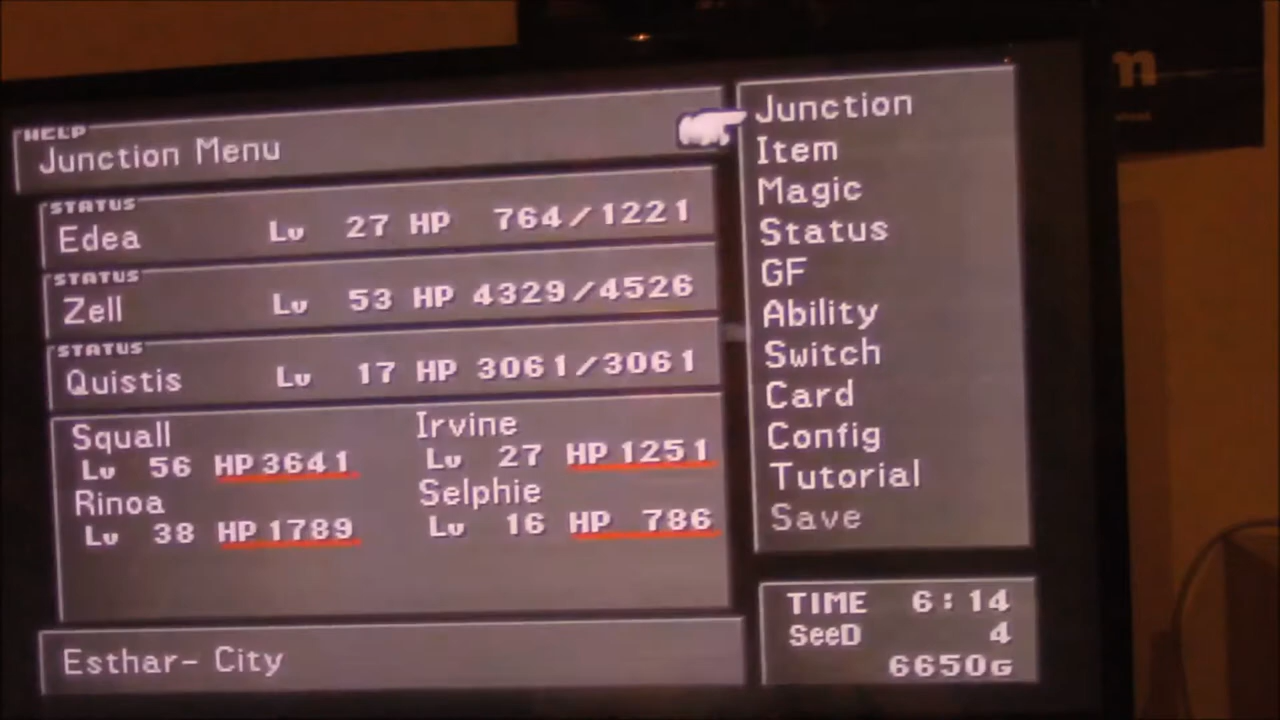 HELP
Junction Menu
STATUS
Edea Lv 27 HP 764/1221
STATUS
Zell Lv 53 HP 4329/4526
STATUS
Quistis Lv 17 HP 3061/3061
Squall
Lv 56 HP 3641
Rinoa
Lv 38 HP 1789
Irvine
Lv 27 HP 1251
Selphie
Lv 16 HP 786
Eshtar- City
Junction
Item
Magic
Status
GF
Ability
Switch
Card
Config
Tutorial
Save
TIME 6:14
SeeD 4
6650G